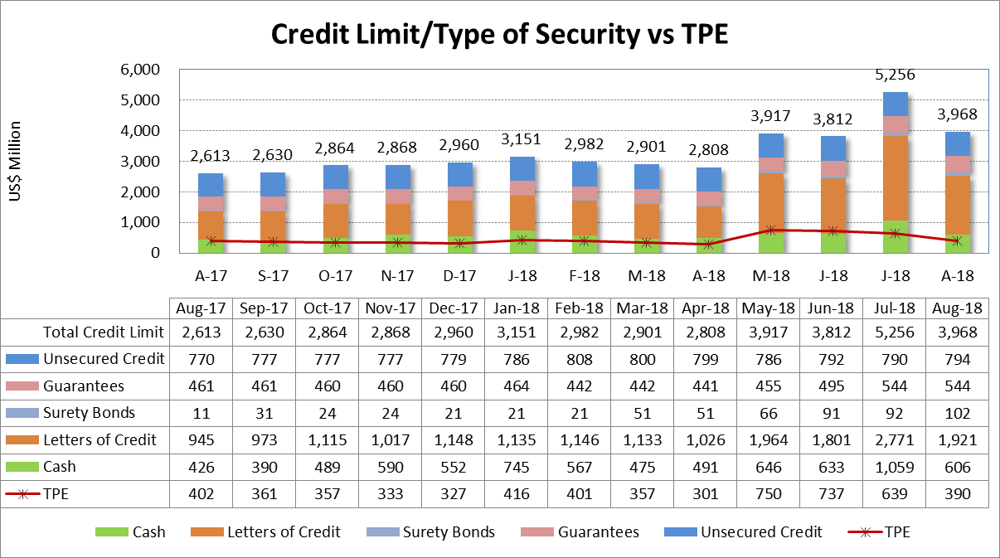 Credit Limit/Type of Security vs TPE
US$ Million
6,000
5,000
4,000
3,000
2,000
1,000
0
2,613 2,630 2,864 2,868 2,960 3,151 2,982 2,901 2,808 3,917 3,812 5,256 3,968
A-17 S-17 O-17 N-17 D-17 J-18 F-18 M-18 A-18 M-18 J-18 J-18 A-18
Aug-17 Sep-17 Oct-17 Nov-17 Dec-17 Jan-18 Feb-18 Mar-18 Apr-18 May-18 Jun-18 Jul-18 Aug-18
Total Credit Limit 2,613 2,630 2,864 2,868 2,960 3,151 2,982 2,901 2,808 3,917 3,812 5,256 3,968
Unsecured Credit 770 777 777 777 779 786 808 800 799 786 792 790 794
Guarantees 461 461 460 460 460 464 442 442 441 455 495 544 544
Surety Bonds 11 31 24 24 21 21 21 51 51 66 91 92 102
Letters of Credit 945 973 1,115 1,017 1,148 1,135 1,146 1,133 1,026 1,964 1,801 2,771 1,921
Cash 426 390 489 590 552 745 567 475 491 646 633 1,059 606
TPE 402 361 357 333 327 416 401 357 301 750 737 639 390
Cash Letters of Credit Surety Bonds Guarantees Unsecured Credit TPE